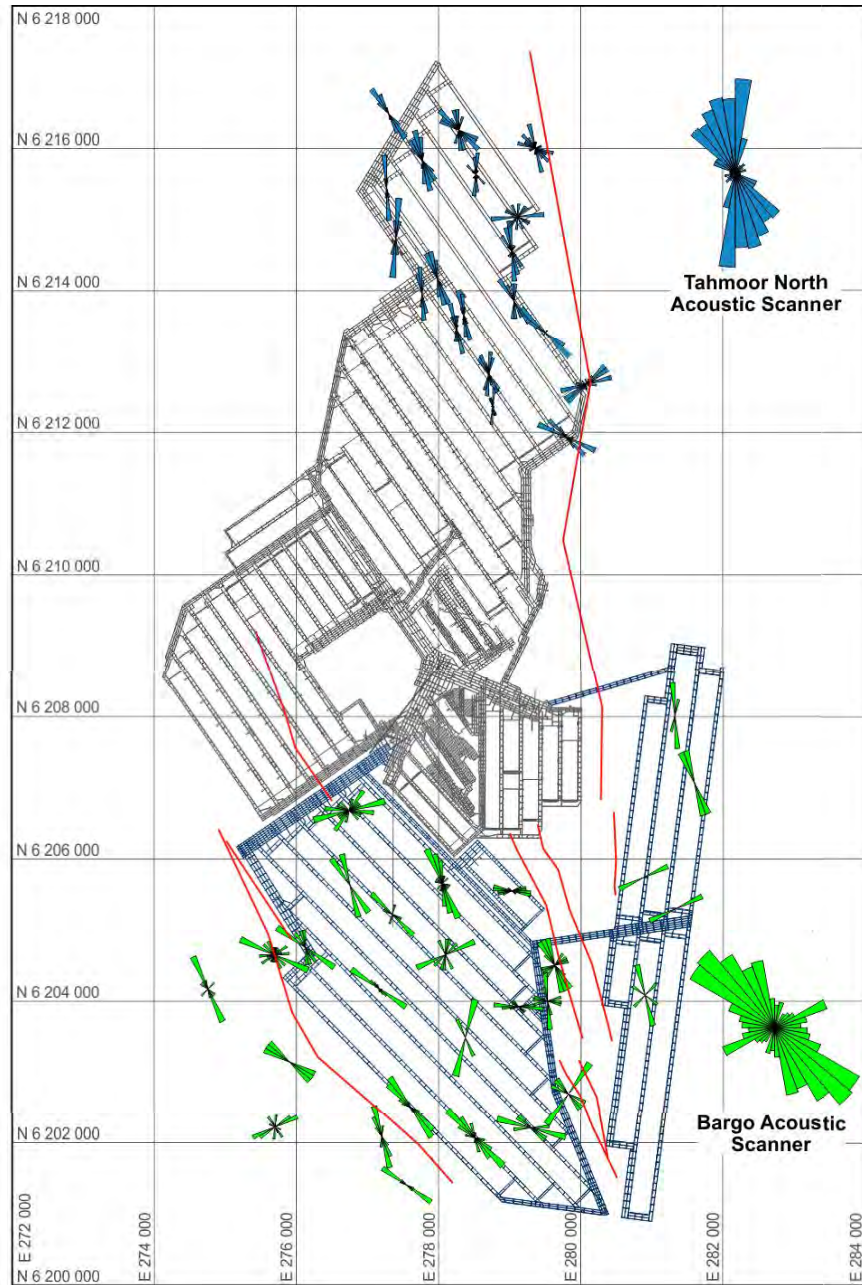 N 6 218 000
N 6 216 000
N 6 214 000
Tahmoor North
Acoustic Scanner
N 6 212 000
N 6 210 000
N 6 208 000
N 6 206 000
N 6 204 000
N 6 202 000
Bargo Acoustic
Scanner
N 6 200 000
E 272 000
E 274 000
E 276 000
E 278 000
E 280 000
E 282 000
E 284 000